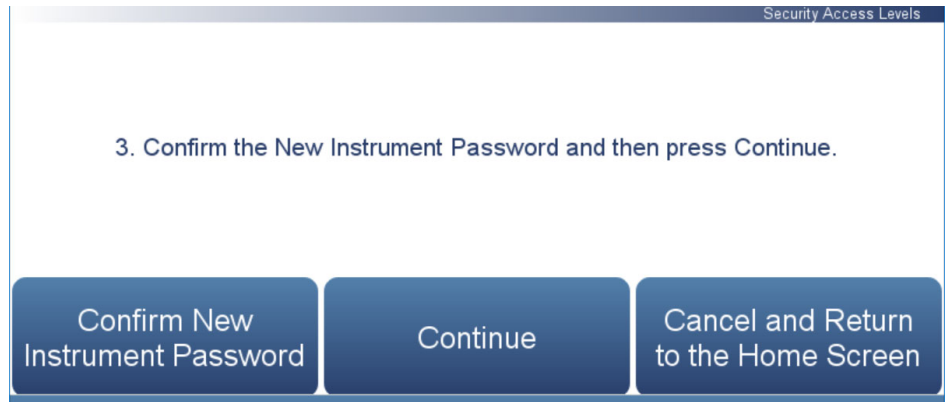 Security Access Levels
3. Confirm the New Instrument Password and then press Continue.
Confirm New
Instrument Password
Continue
Cancel and Return
to the Home Screen